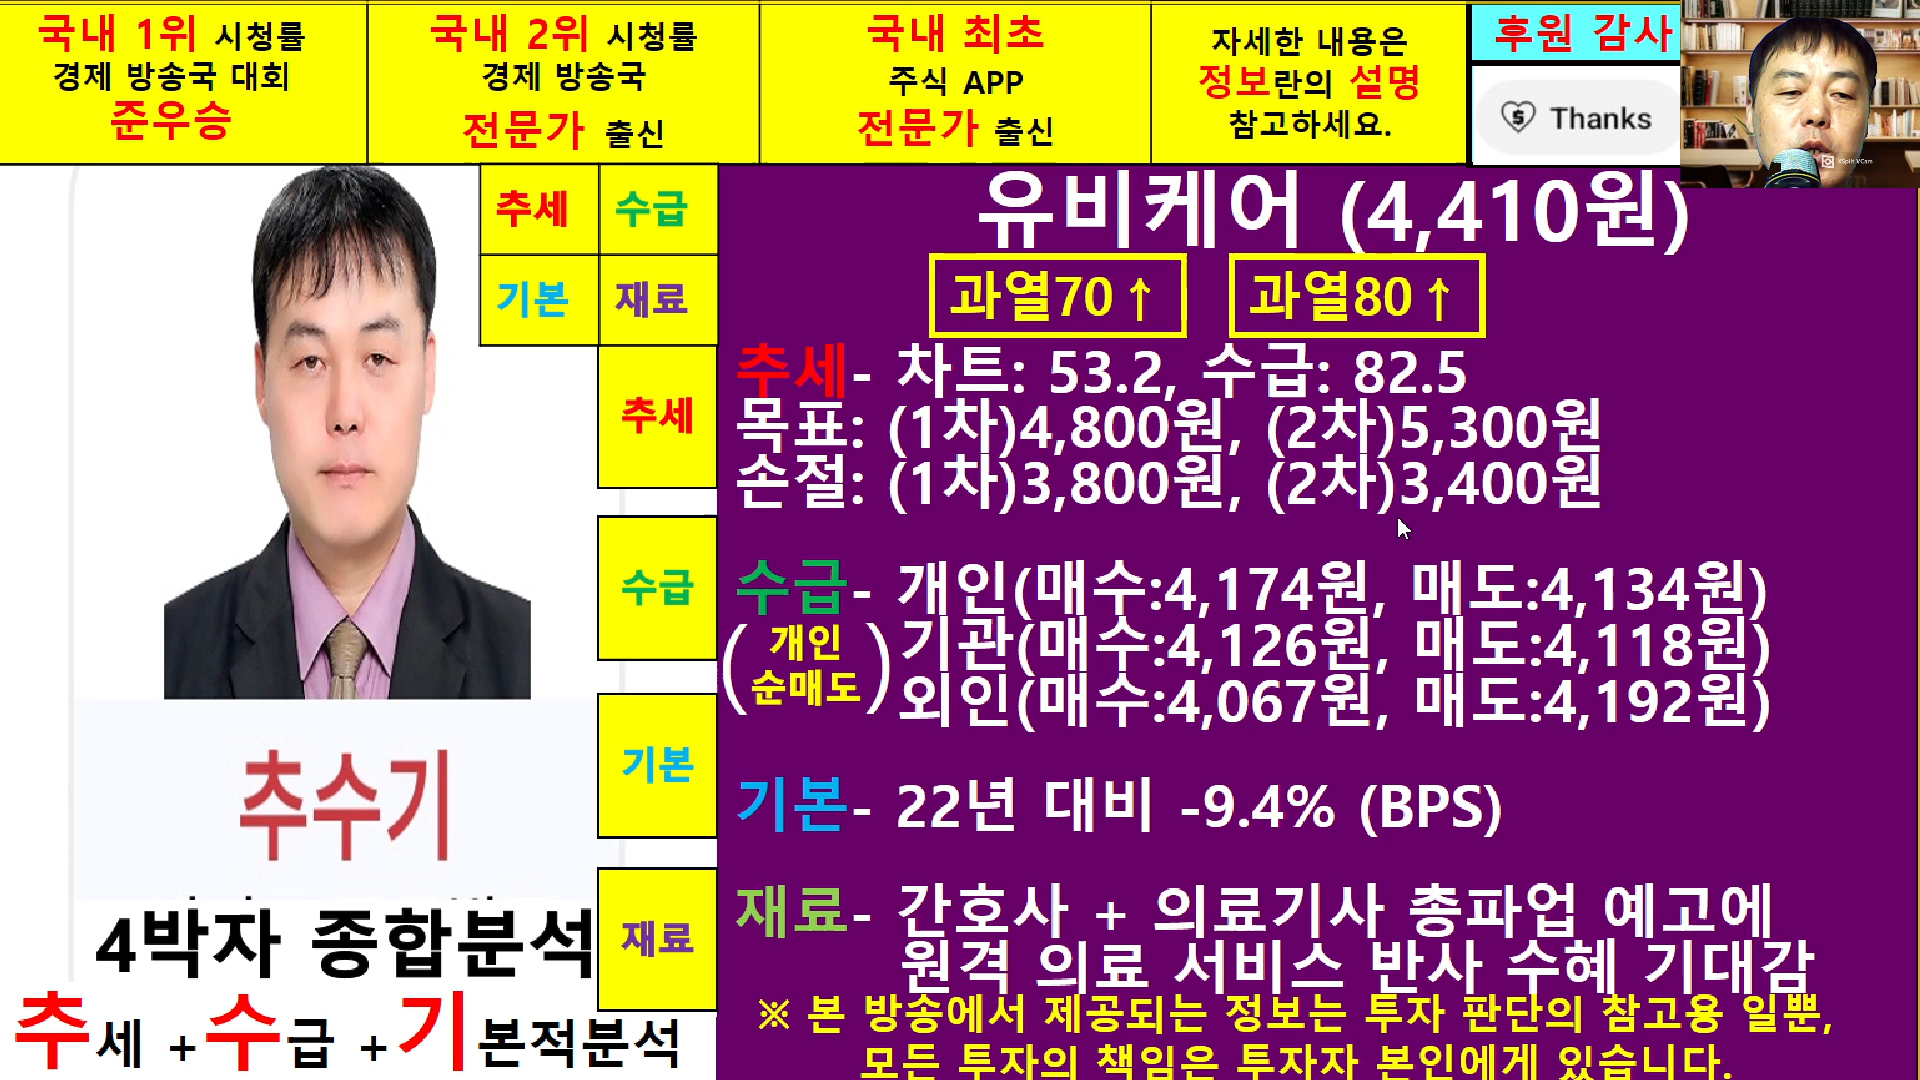 국내 1위 시청률
경제 방송국 대회
준우승
국내 2위 시청률
경제 방송국
전문가 출신
국내 최초
주식 APP
전문가 출신
자세한 내용은
정보란의 설명
참고하세요.
후원 감사
Thanks
XSplit VCam
추세 수급
기본 재료
추세
수급
기본
재료
추수기
4박자 종합분석
추세 + 수급 + 기본적분석
유비케어 (4,410원)
과열70↑ 과열80↑
추세- 차트: 53.2, 수급: 82.5
목표: (1차)4,800원, (2차)5,300원
손절: (1차)3,800원, (2차)3,400원
수급- 개인(매수:4,174원, 매도:4,134원)
(개인 순매도) 기관(매수:4,126원, 매도:4,118원)
외인(매수:4,067원, 매도:4,192원)
기본- 22년 대비 -9.4% (BPS)
재료- 간호사 + 의료기사 총파업 예고에
원격 의료 서비스 반사 수혜 기대감
※ 본 방송에서 제공되는 정보는 투자 판단의 참고용 일뿐,
모든 투자의 책임은 투자자 본인에게 있습니다.